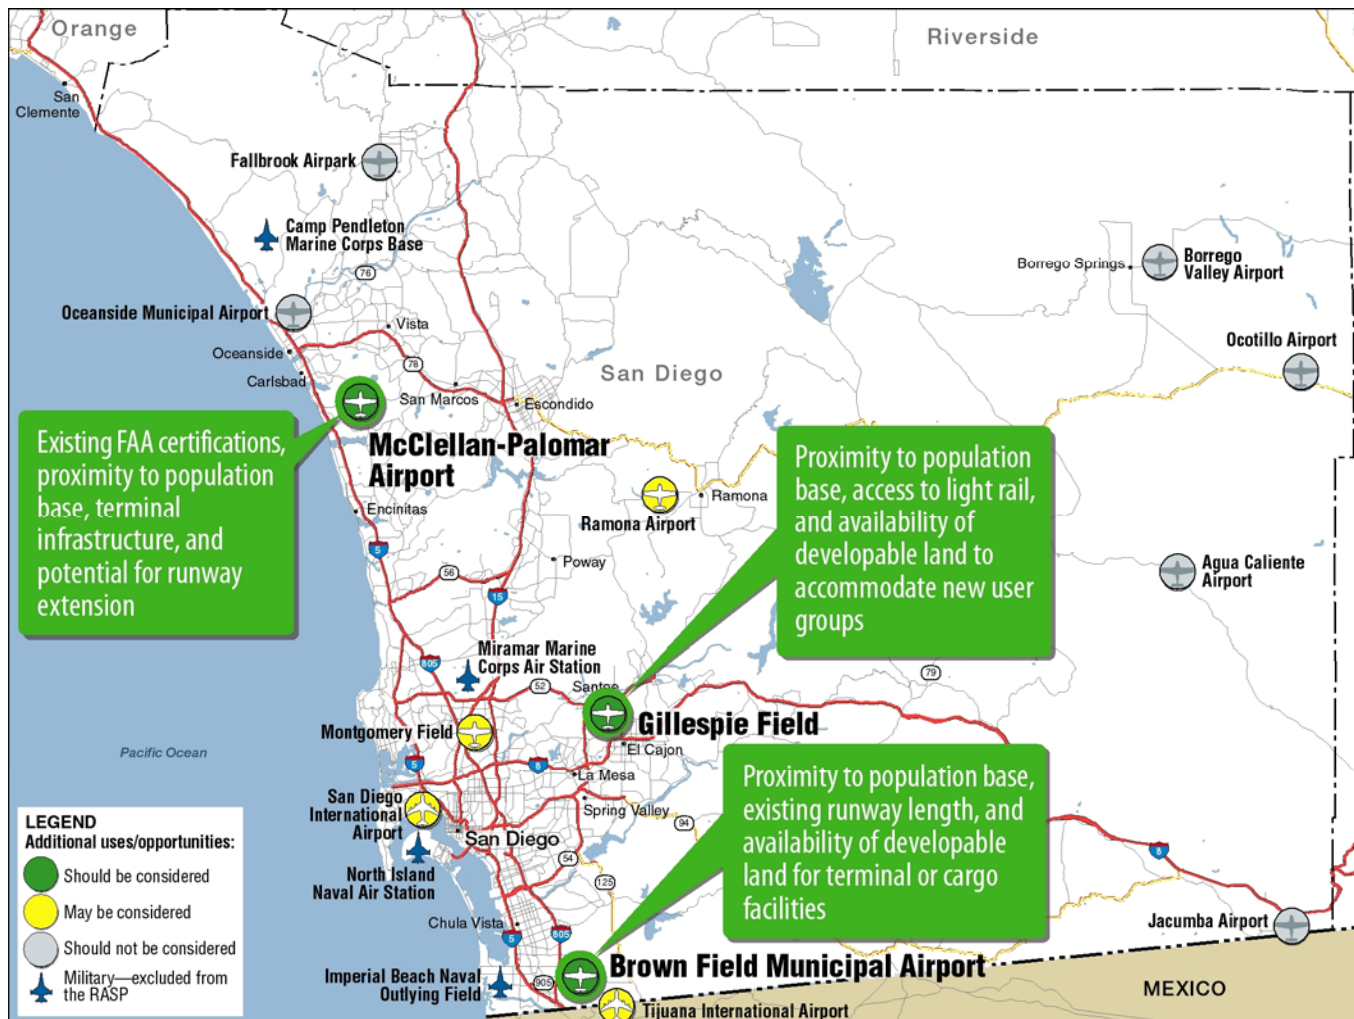 Orange
Riverside
San
Clemente
Fallbrook Airpark
Camp Pendleton
Marine Corps Base
76
Borrego Springs
Borrego
Valley Airport
Oceanside Municipal Airport
Vista
Oceanside
Ocotillo Airport
78
Carlsbad
San Diego
San Marcos
Escondido
McClellan-Palomar
Airport
Existing FAA certifications,
proximity to population
base, terminal
infrastructure, and
potential for runway
extension
Proximity to population
base, access to light rail,
and availability of
developable land to
accommodate new user
groups
Ramona
Ramona Airport
Encinitas
5
Poway
56
15
Agua Caliente
Airport
Miramar Marine
Corps Air Station
805
52
Santee
79
Gillespie Field
Montgomery Field
El Cajon
Pacific Ocean
5
8
La Mesa
Proximity to population base,
existing runway length, and
availability of developable
land for terminal or cargo
facilities
San Diego
International
Airport
Spring Valley
94
San Diego
54
8
North Island
Naval Air Station
125
Chula Vista
5
805
Jacumba Airport
Imperial Beach Naval
Outlying Field
905
Brown Field Municipal Airport
MEXICO
Tijuana International Airport
LEGEND
Additional uses/opportunities:
Should be considered
May be considered
Should not be considered
Military—excluded from
the RASP